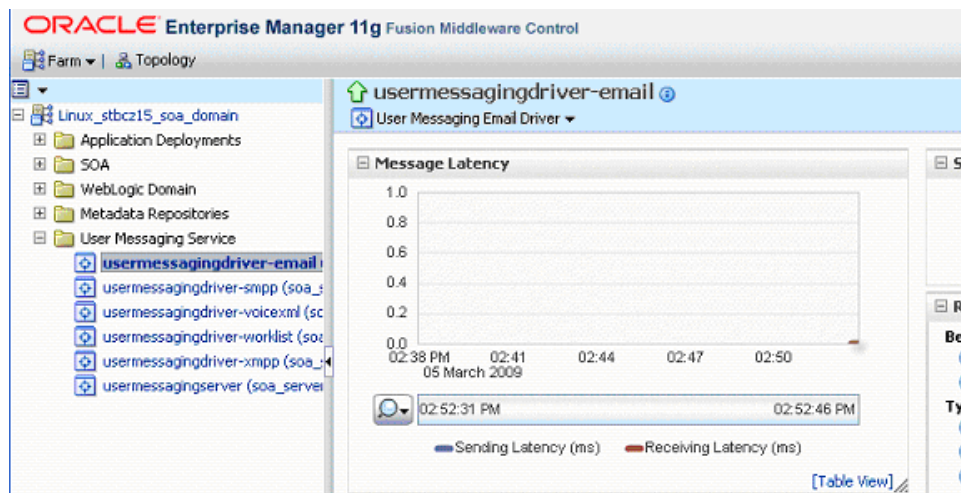 ORACLE Enterprise Manager 11g Fusion Middleware Control
Farm | Topology
Linux_stbcz15_soa_domain
Application Deployments
SOA
WebLogic Domain
Metadata Repositories
User Messaging Service
usermessagingdriver-email
usermessagingdriver-smpp (soa_s
usermessagingdriver-voicexml (so
usermessagingdriver-worklist (soa
usermessagingdriver-xmpp (soa_s
usermessagingserver (soa_server
usermessagingdriver-email
User Messaging Email Driver
Message Latency
1.0
0.8
0.6
0.4
0.2
0.0
02:38 PM 02:41 02:44 02:47 02:50
05 March 2009
02:52:31 PM 02:52:46 PM
Sending Latency (ms) Receiving Latency (ms)
[Table View]
S
R
Be
Ty